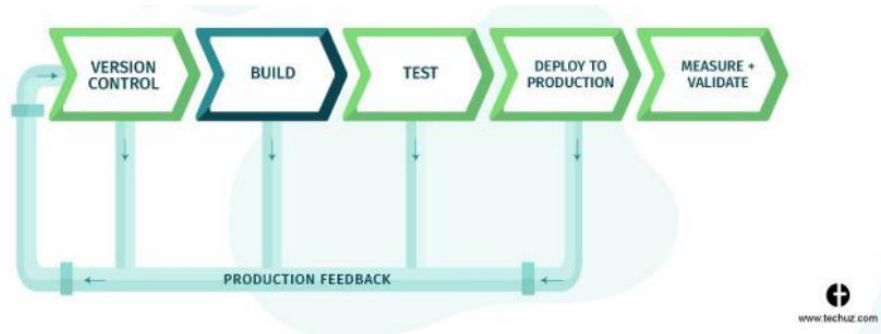 VERSION
CONTROL
BUILD
TEST
DEPLOY TO
PRODUCTION
MEASURE +
VALIDATE
PRODUCTION FEEDBACK
www.techuz.com